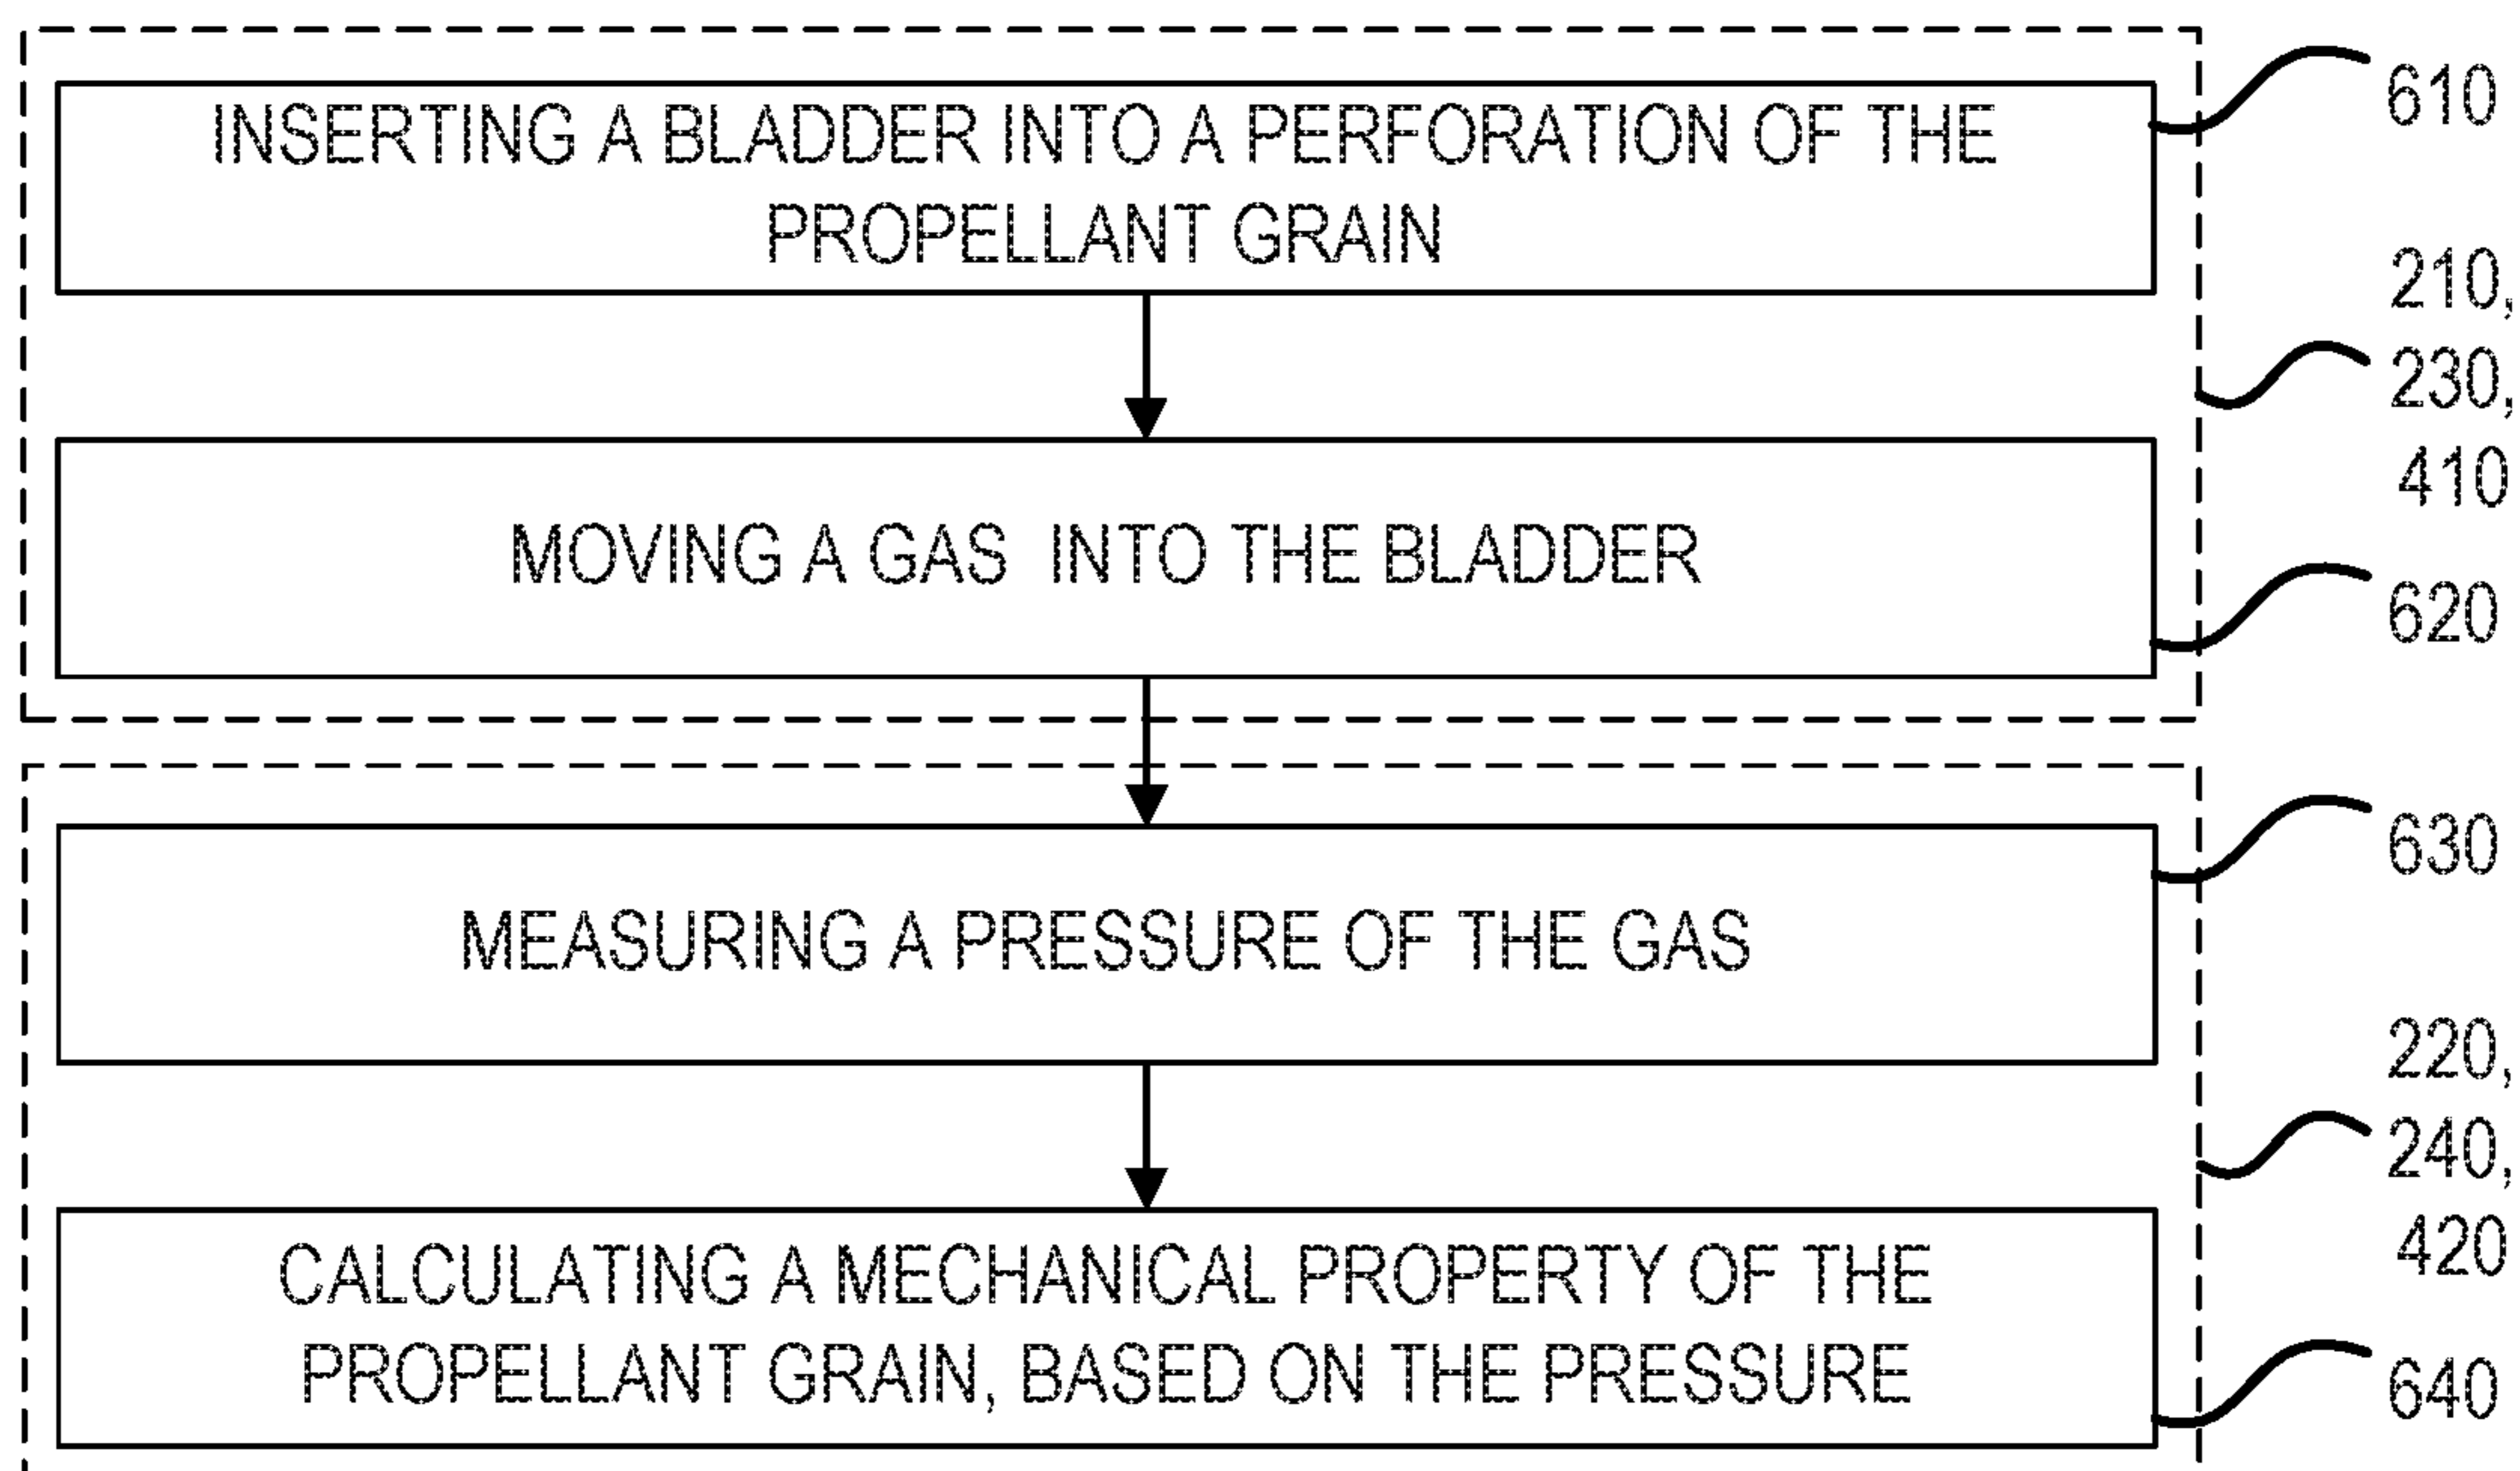 INSERTING A BLADDER INTO A PERFORATION OF THE
PROPELLANT GRAIN
610
210,
230,
410
MOVING A GAS INTO THE BLADDER
620
MEASURING A PRESSURE OF THE GAS
630
220,
240,
420
CALCULATING A MECHANICAL PROPERTY OF THE
PROPELLANT GRAIN, BASED ON THE PRESSURE
640